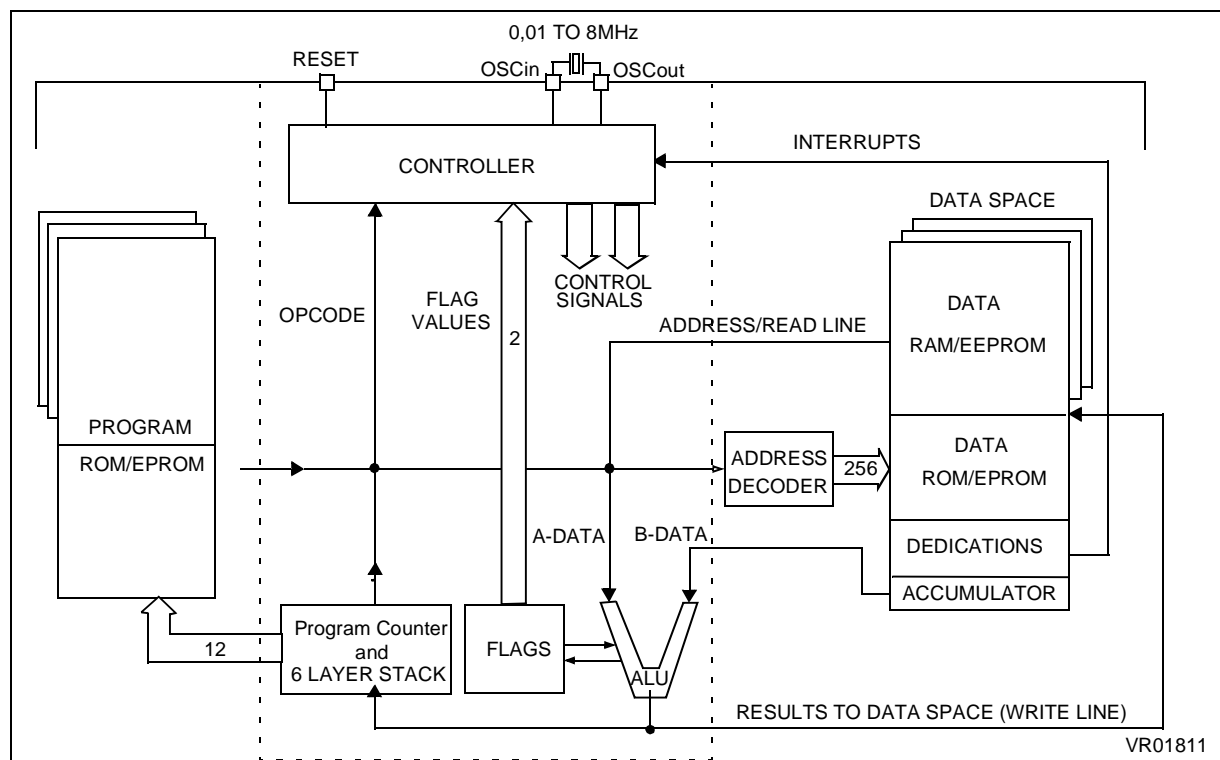 0,01 TO 8MHz
RESET
OSCin
OSCout
INTERRUPTS
CONTROLLER
DATA SPACE
CONTROL
SIGNALS
OPCODE
FLAG
VALUES
2
ADDRESS/READ LINE
DATA
RAM/EEPROM
PROGRAM
ROM/EPROM
ADDRESS
DECODER
256
DATA
ROM/EPROM
A-DATA
B-DATA
DEDICATIONS
ACCUMULATOR
12
Program Counter
and
6 LAYER STACK
FLAGS
ALU
RESULTS TO DATA SPACE (WRITE LINE)
VR01811